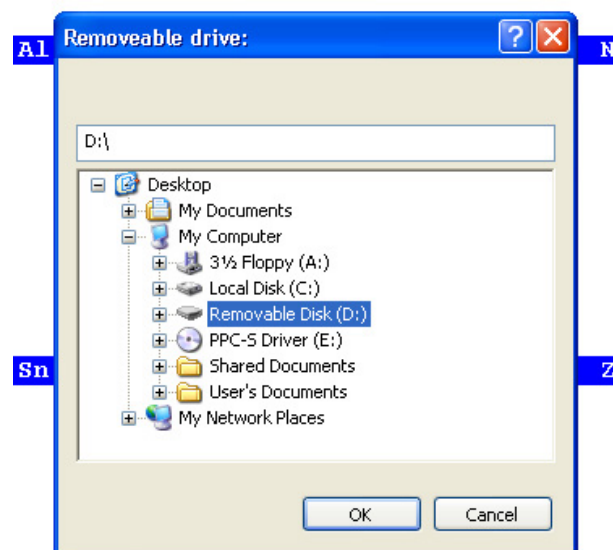 Removeable drive:
Al
N
D:\
Desktop
My Documents
My Computer
3½ Floppy (A:)
Local Disk (C:)
Removable Disk (D:)
PPC-S Driver (E:)
Shared Documents
Sn
Z
User's Documents
My Network Places
OK Cancel